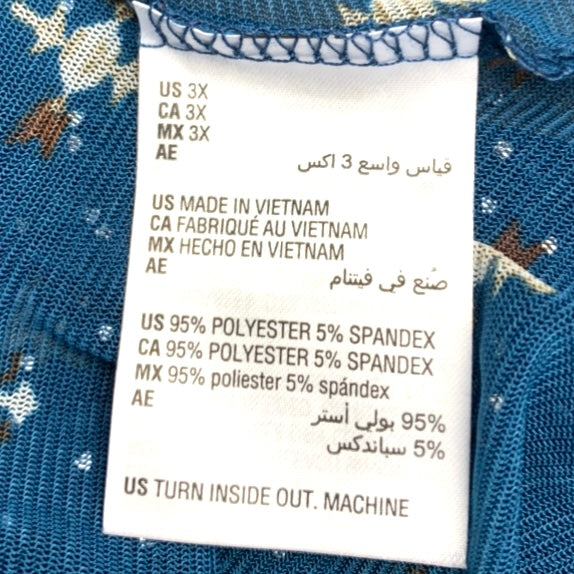 US 3X
CA 3X
MX 3X
AE
قياس واسع 3 اكس
US MADE IN VIETNAM
CA FABRIQUÉ AU VIETNAM
MX HECHO EN VIETNAM
AE
صُنع في فيتنام
US 95% POLYESTER 5% SPANDEX
CA 95% POLYESTER 5% SPANDEX
MX 95% poliester 5% spándex
AE
95% بولي أستر
5% سباندكس
US TURN INSIDE OUT. MACHINE